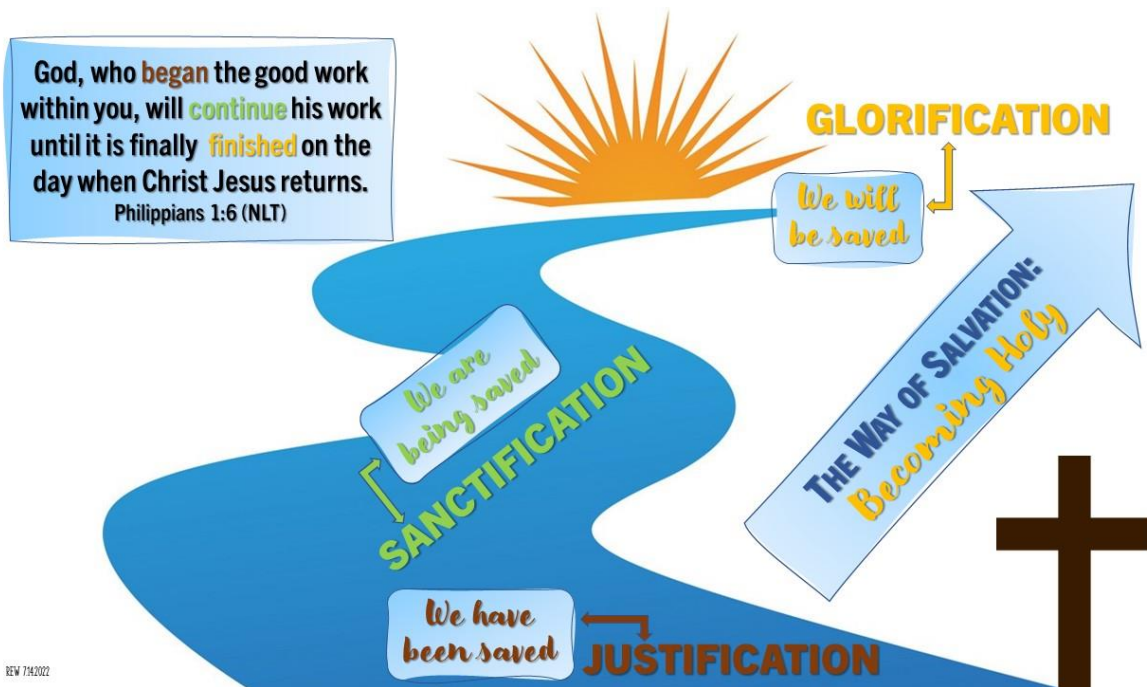 God, who began the good work
within you, will continue his work
until it is finally finished on the
day when Christ Jesus returns.
Philippians 1:6 (NLT)
GLORIFICATION
We will
be saved
THE WAY OF SALVATION:
Becoming Holy
We are
being saved
SANCTIFICATION
We have
been saved
JUSTIFICATION
REW 7.14.2022